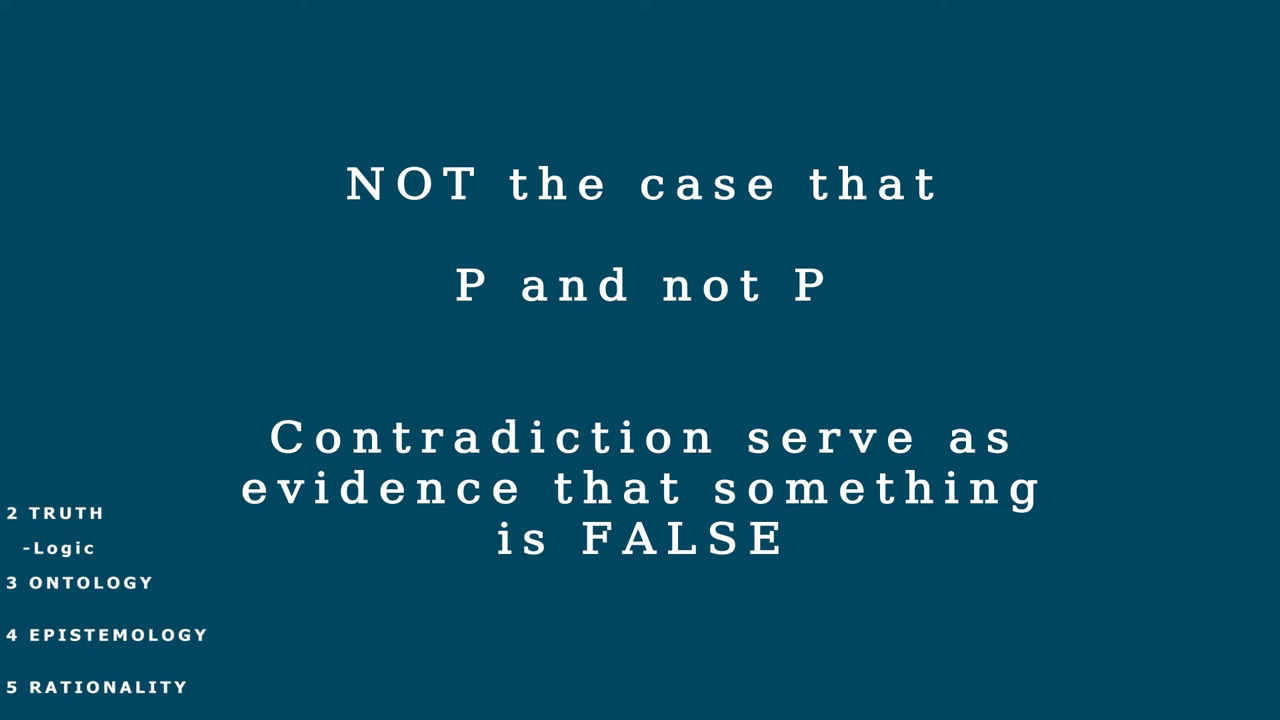 NOT the case that
P and not P
Contradiction serve as
evidence that something
is FALSE
2 TRUTH
-Logic
3 ONTOLOGY
4 EPISTEMOLOGY
5 RATIONALITY